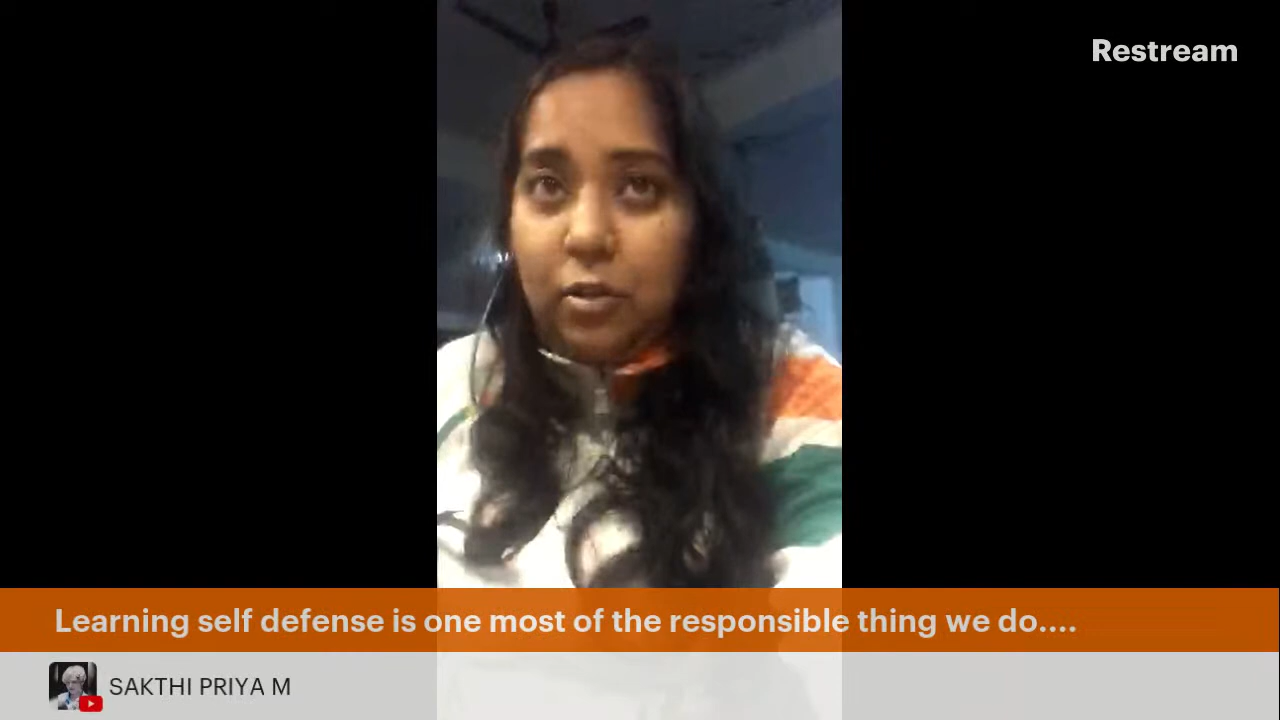 Restream
Learning self defense is one most of the responsible thing we do....
SAKTHI PRIYA M